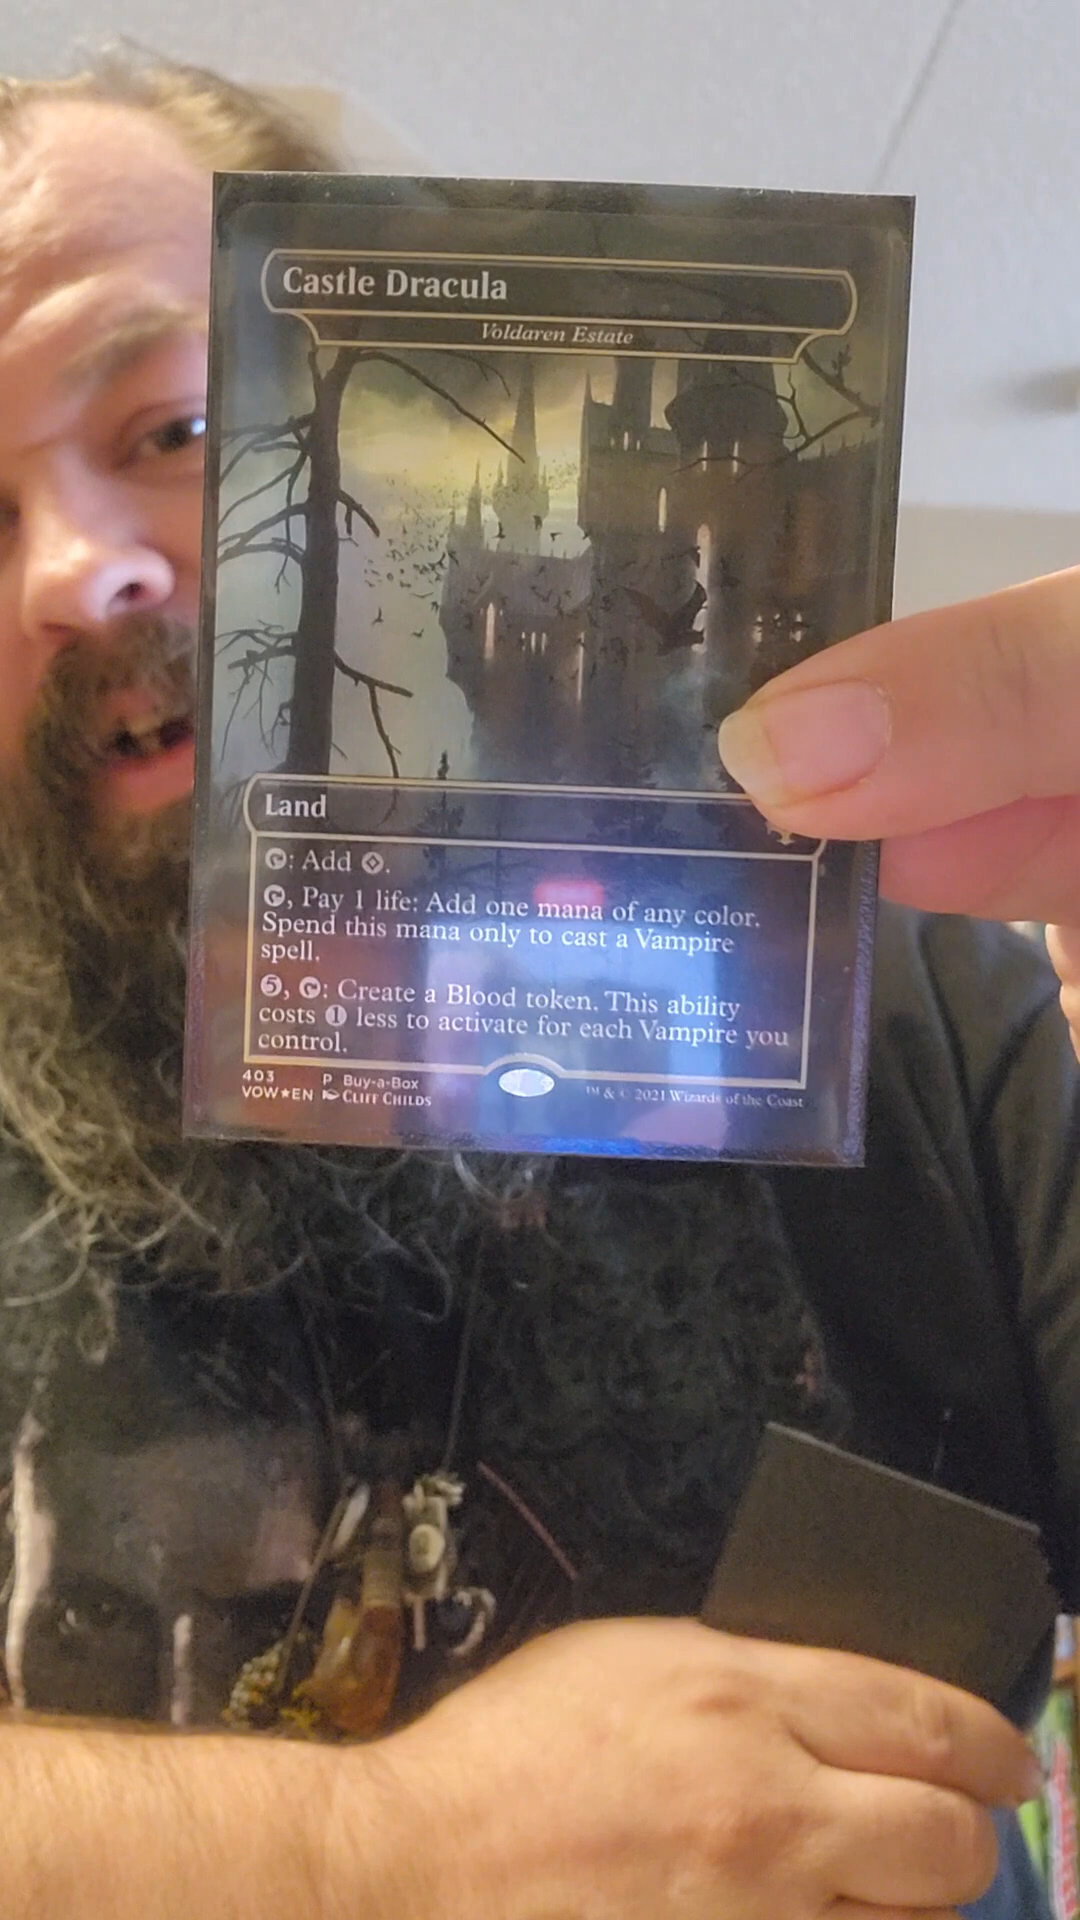 Castle Dracula
Voldaren Estate
Land
: Add .
, Pay 1 life: Add one mana of any color.
Spend this mana only to cast a Vampire
spell.
5, : Create a Blood token. This ability
costs 1 less to activate for each Vampire you
control.
403 P Buy-a-Box
VOW★EN CLIFF CHILDS
™ & © 2021 Wizards of the Coast